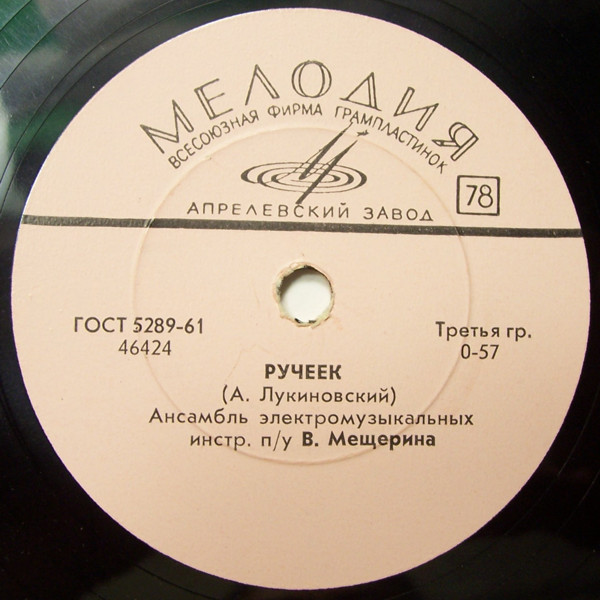 МЕЛОДИЯ
ВСЕСОЮЗНАЯ ФИРМА ГРАМПЛАСТИНОК
78
АПРЕЛЕВСКИЙ ЗАВОД
ГОСТ 5289-61
46424
Третья гр.
0-57
РУЧЕЕК
(А. Лукиновский)
Ансамбль электромузыкальных
инстр. п/у В. Мещерина